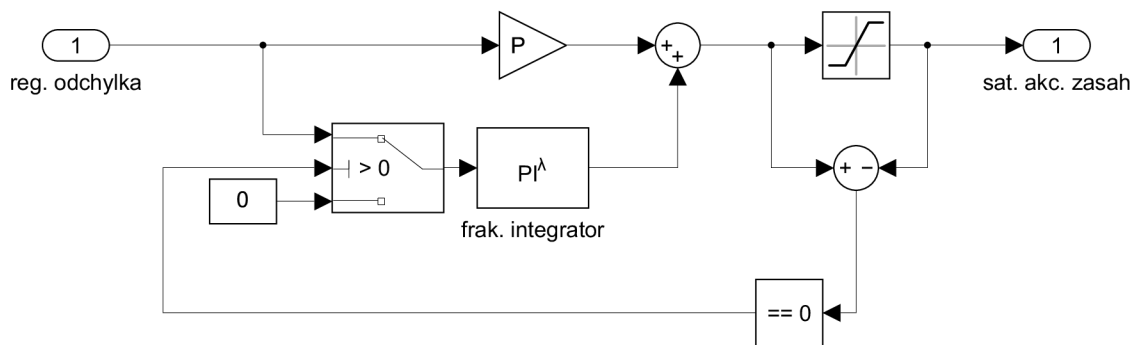 1
reg. odchylka
P
+
+
1
sat. akc. zasah
> 0
PI^λ
frak. integrator
0
+ −
== 0